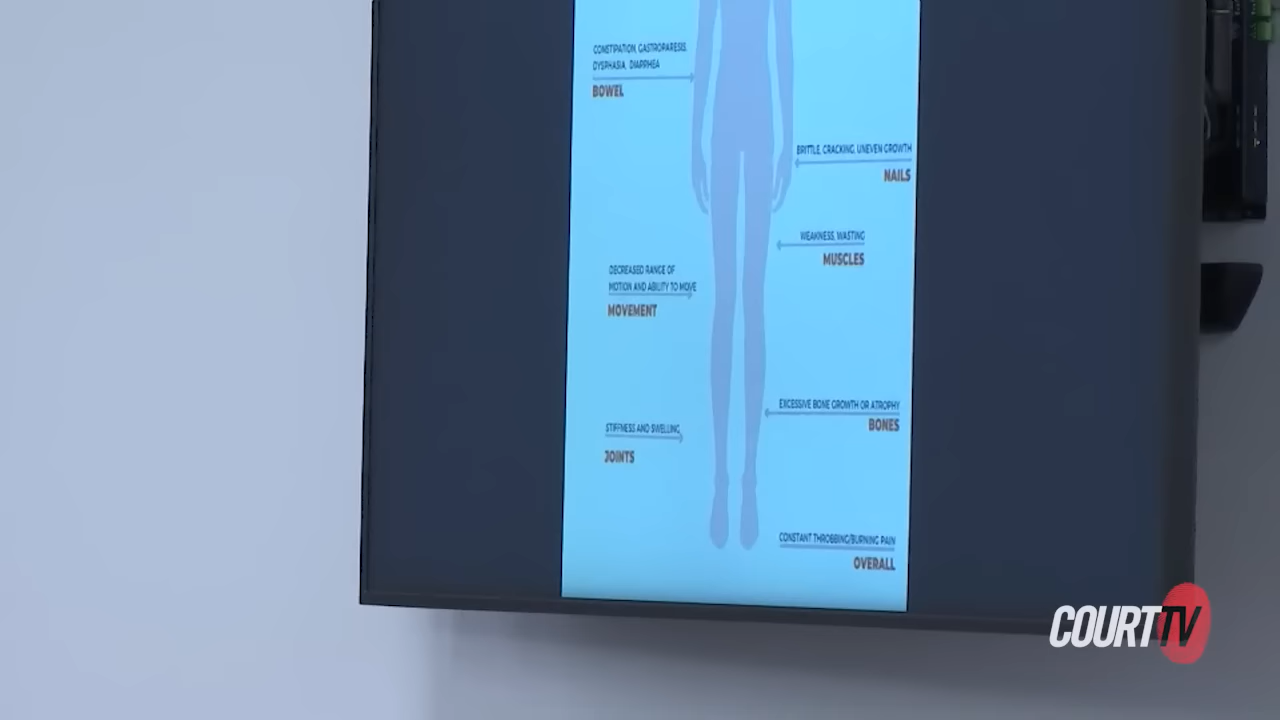 CONSTIPATION, GASTROPARESIS,
DYSPHASIA, DIARRHEA
BOWEL
BRITTLE, CRACKING, UNEVEN GROWTH
NAILS
WEAKNESS, WASTING
MUSCLES
DECREASED RANGE OF
MOTION AND ABILITY TO MOVE
MOVEMENT
EXCESSIVE BONE GROWTH OR ATROPHY
BONES
STIFFNESS AND SWELLING
JOINTS
CONSTANT THROBBING/BURNING PAIN
OVERALL
COURT TV